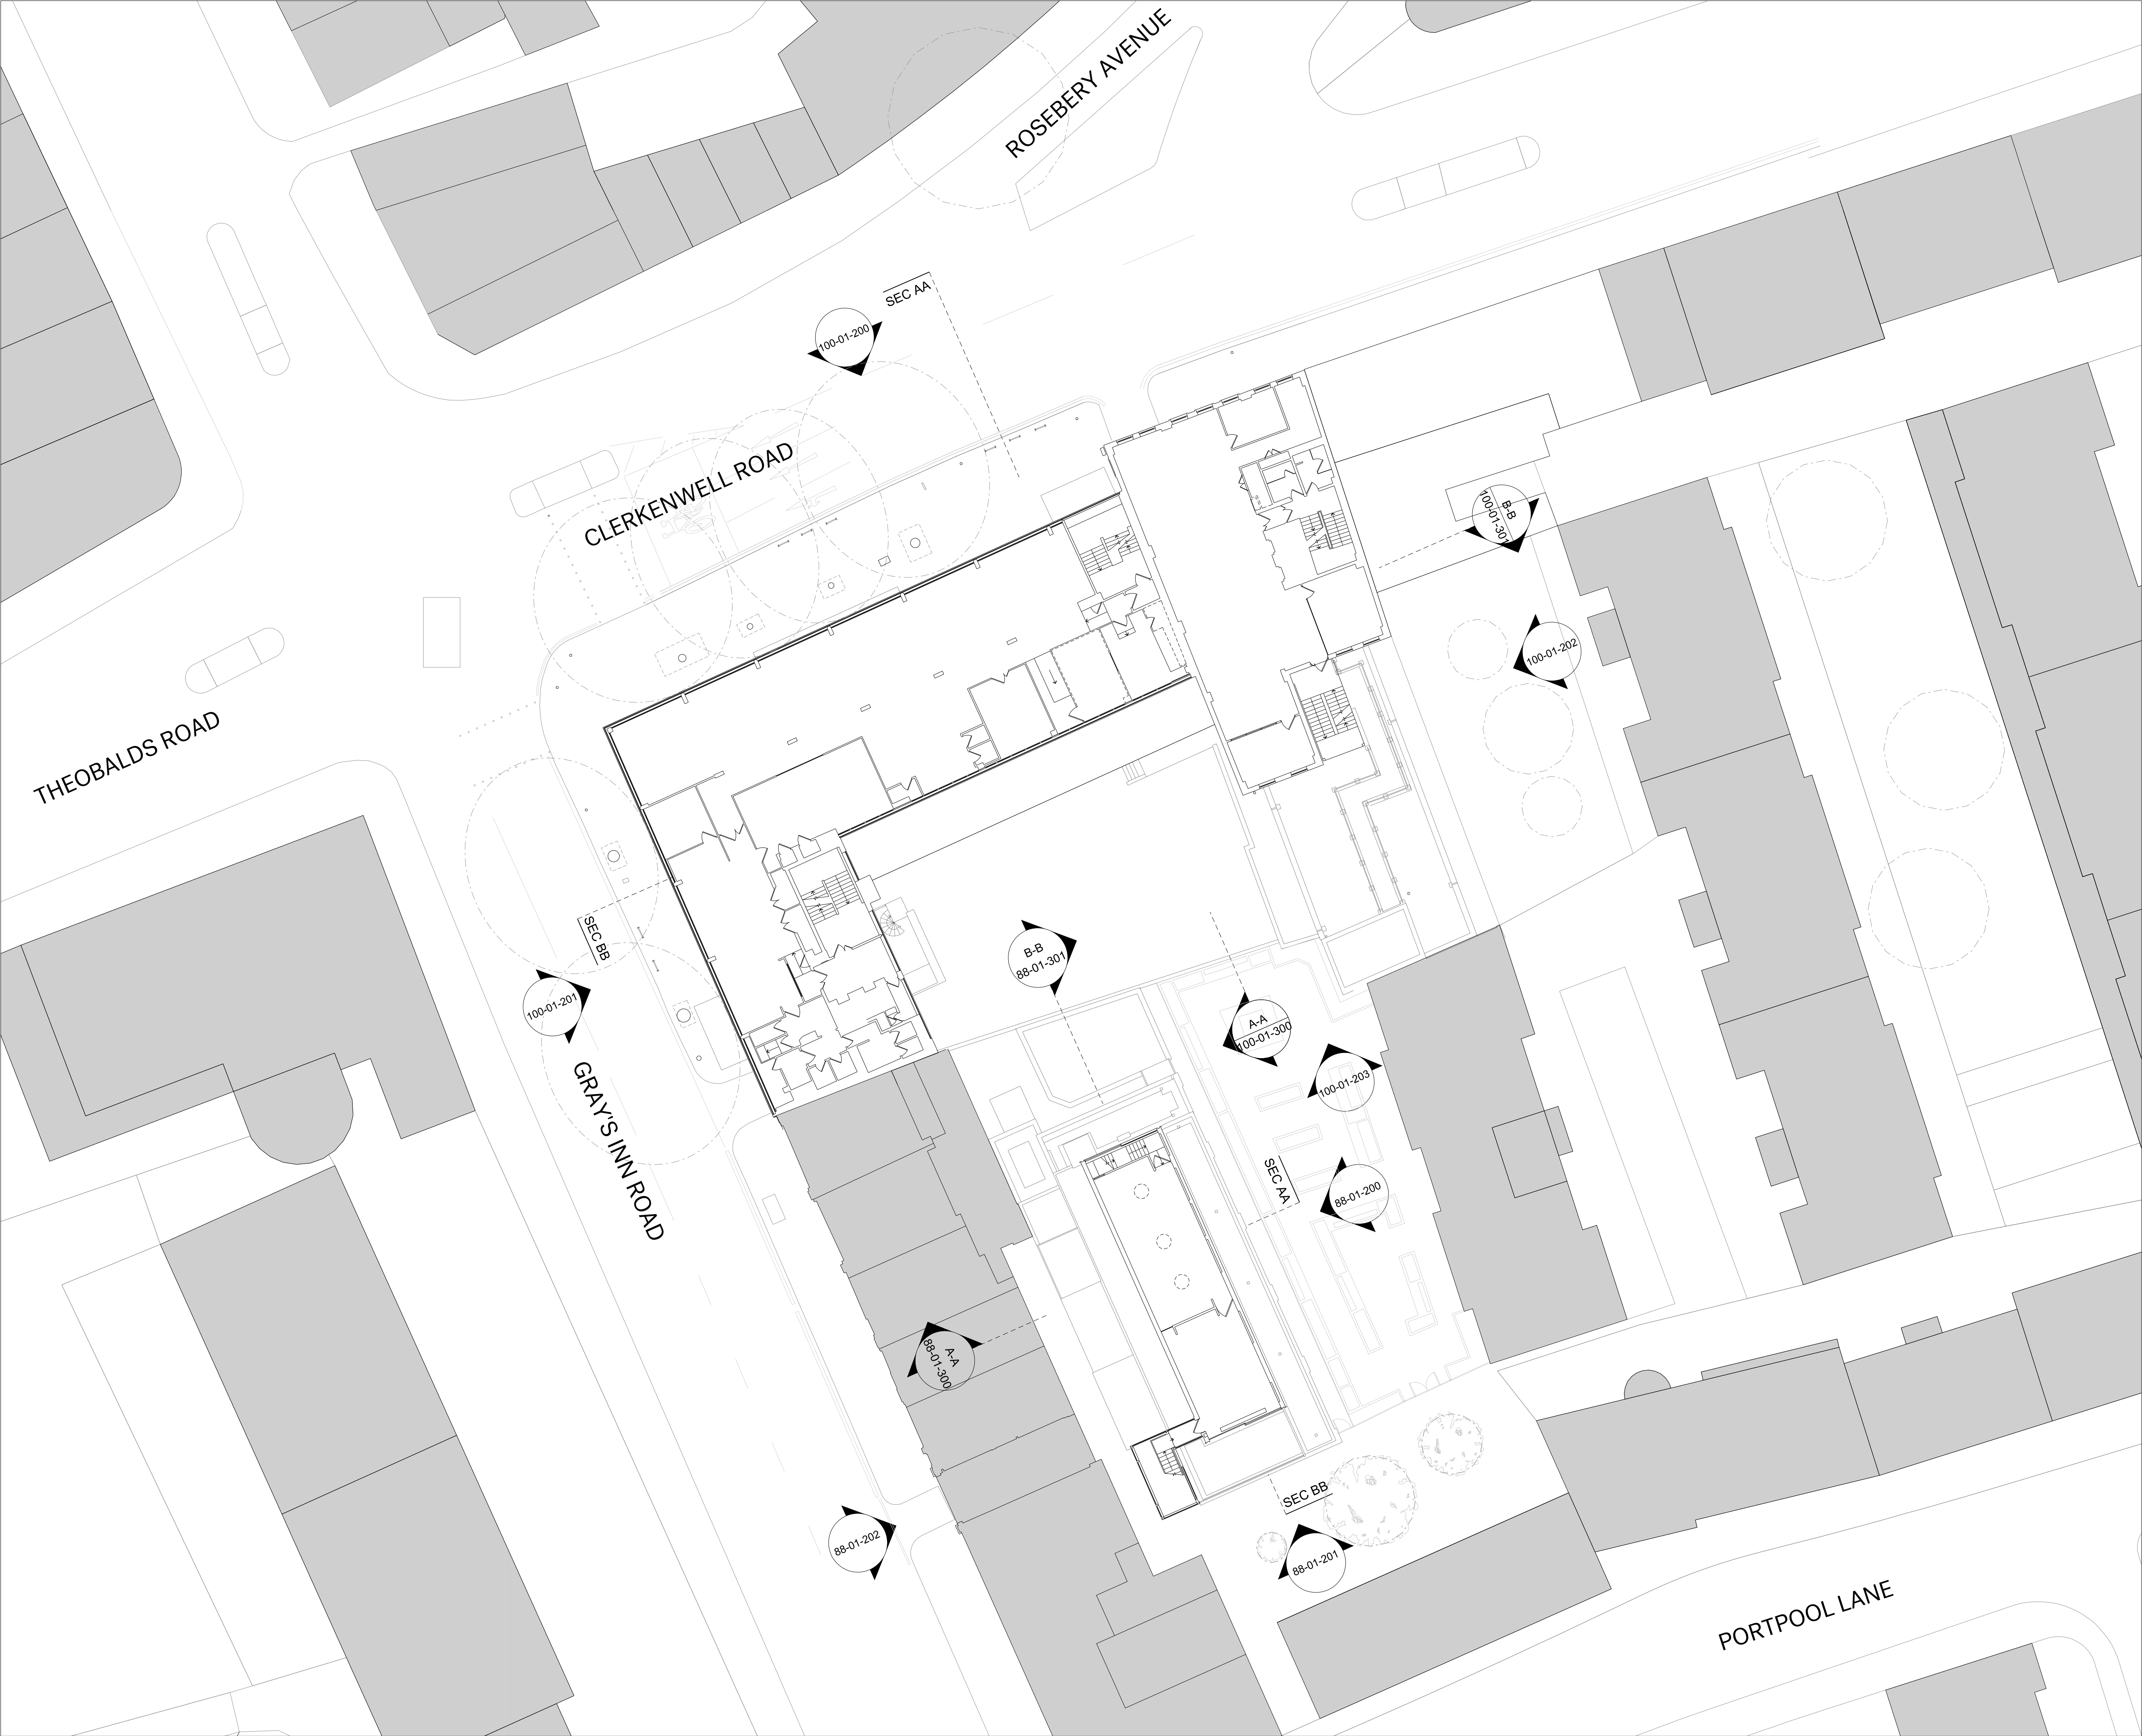 ROSEBERY AVENUE
SEC AA
100-01-200
CLERKENWELL ROAD
B-B
100-01-301
100-01-202
THEOBALDS ROAD
SEC BB
B-B
88-01-301
100-01-201
A-A
100-01-300
100-01-203
GRAY'S INN ROAD
SEC AA
88-01-200
A-A
88-01-300
SEC BB
88-01-202
88-01-201
PORTPOOL LANE